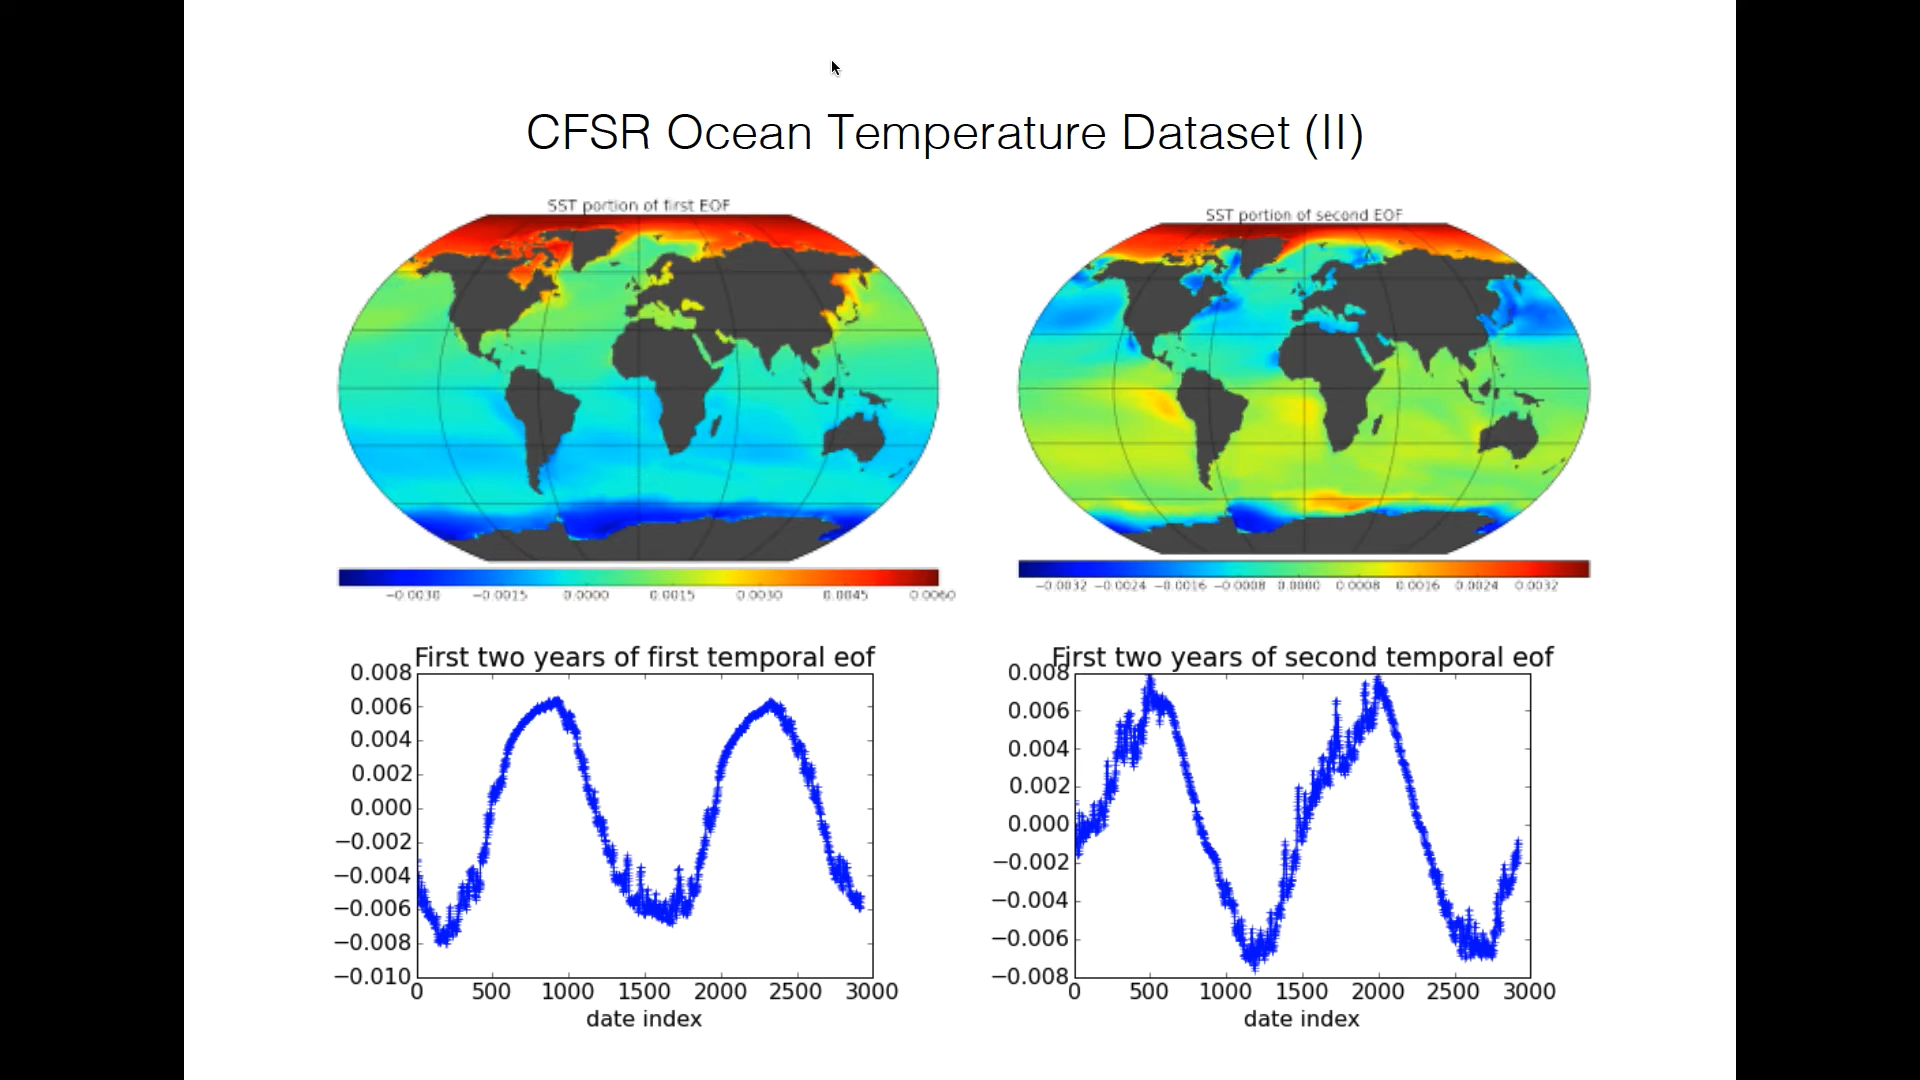 CFSR Ocean Temperature Dataset (II)
SST portion of first EOF
−0.0030 −0.0015 0.0000 0.0015 0.0030 0.0045 0.0060
SST portion of second EOF
−0.0032 −0.0024 −0.0016 −0.0008 0.0000 0.0008 0.0016 0.0024 0.0032
First two years of first temporal eof
0.008
0.006
0.004
0.002
0.000
−0.002
−0.004
−0.006
−0.008
−0.010
0 500 1000 1500 2000 2500 3000
date index
First two years of second temporal eof
0.008
0.006
0.004
0.002
0.000
−0.002
−0.004
−0.006
−0.008
0 500 1000 1500 2000 2500 3000
date index